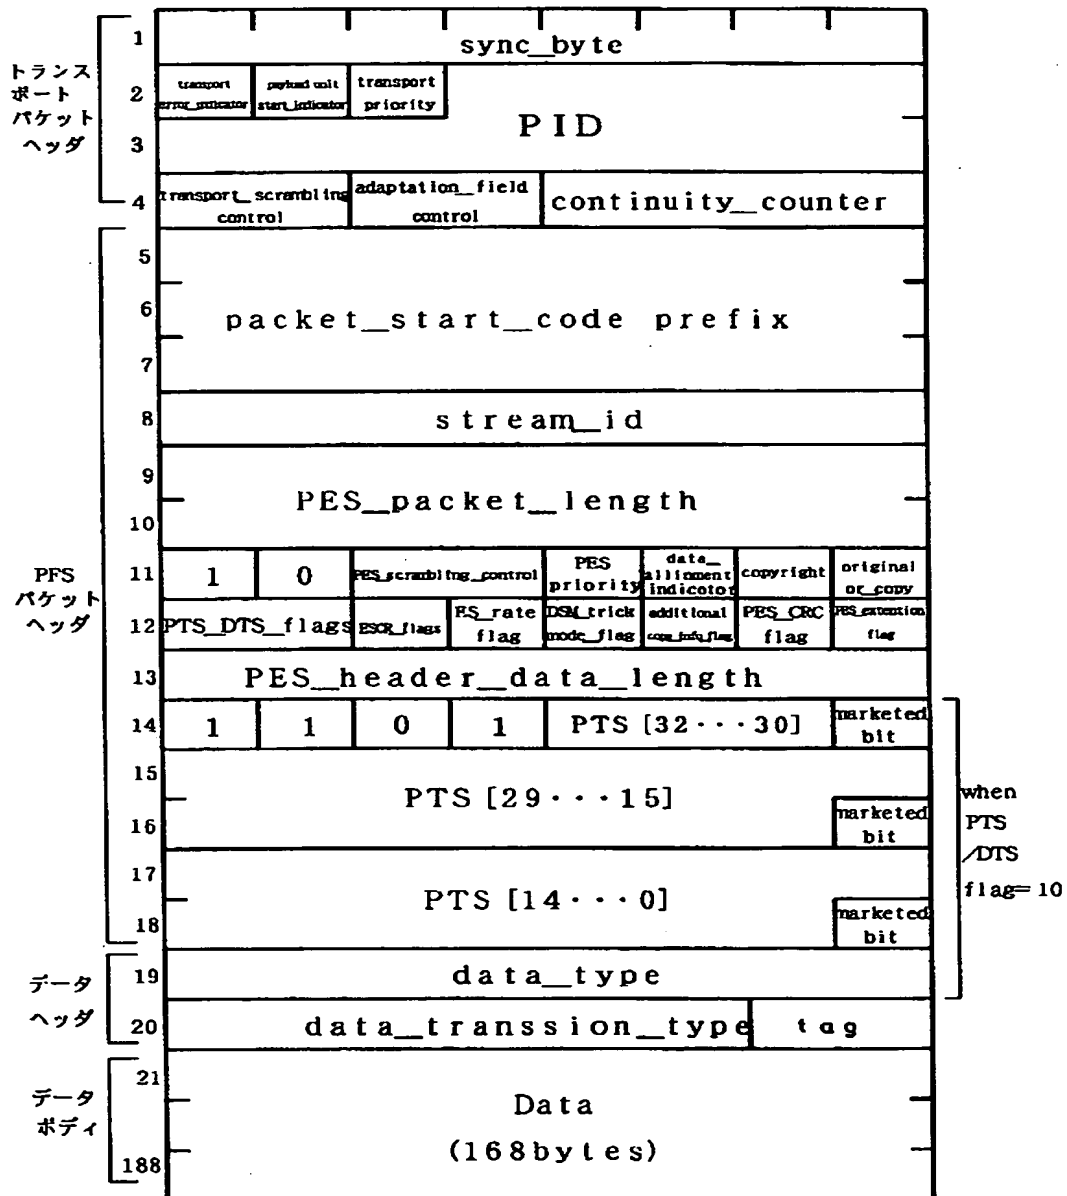 1
sync_byte
トランス
ポート
パケット
ヘッダ
2
transport
error_indicator
payload unit
start_indicator
transport
priority
PID
3
4
transport_scrambling
control
adaptation_field
control
continuity_counter
5
6
packet_start_code prefix
7
8
stream_id
9
PES_packet_length
10
PFS
パケット
ヘッダ
11
1
0
PES_scrambling_control
PES
priority
data_
allinment
indicotor
copyright
original
or_copy
12
PTS_DTS_flags
ESCR_flags
ES_rate
flag
DSM_trick
mode_flag
additional
copy_info_flag
PES_CRC
flag
PES_extention
flag
13
PES_header_data_length
14
1
1
0
1
PTS [32・・・30]
marketed
bit
15
PTS [29・・・15]
16
marketed
bit
when
PTS
/DTS
flag=10
17
PTS [14・・・0]
18
marketed
bit
データ
ヘッダ
19
data_type
20
data_transsion_type
tag
データ
ボディ
21
Data
(168bytes)
188